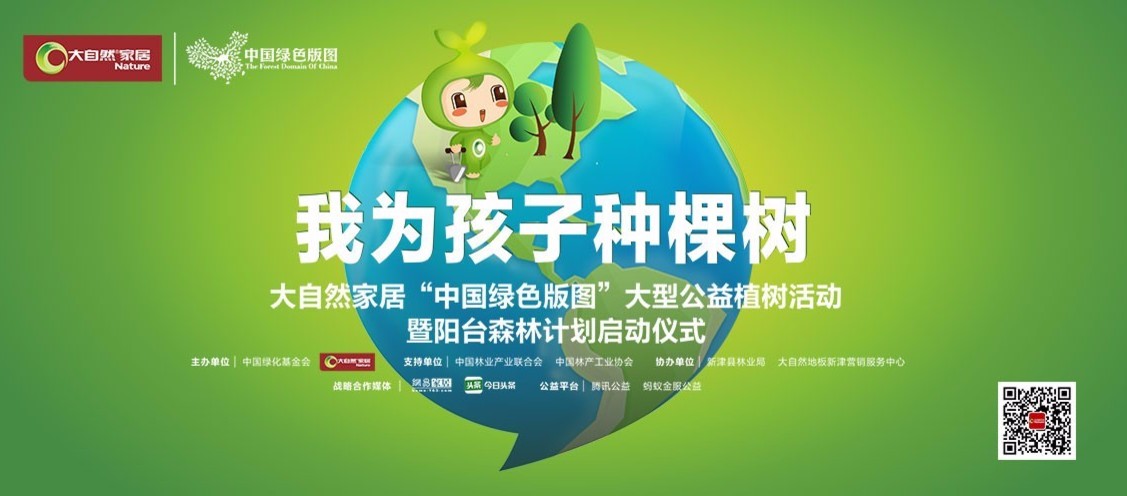 大自然®家居
Nature
中国绿色版图
The Forest Domain Of China
我为孩子种棵树
大自然家居“中国绿色版图”大型公益植树活动
暨阳台森林计划启动仪式
主办单位 | 中国绿化基金会 大自然®家居 Nature 支持单位 | 中国林业产业联合会 中国林产工业协会 协办单位 | 新津县林业局 大自然地板新津营销服务中心
战略合作媒体 | 網易家居 home.163.com 头条 今日头条 公益平台 | 腾讯公益 蚂蚁金服公益